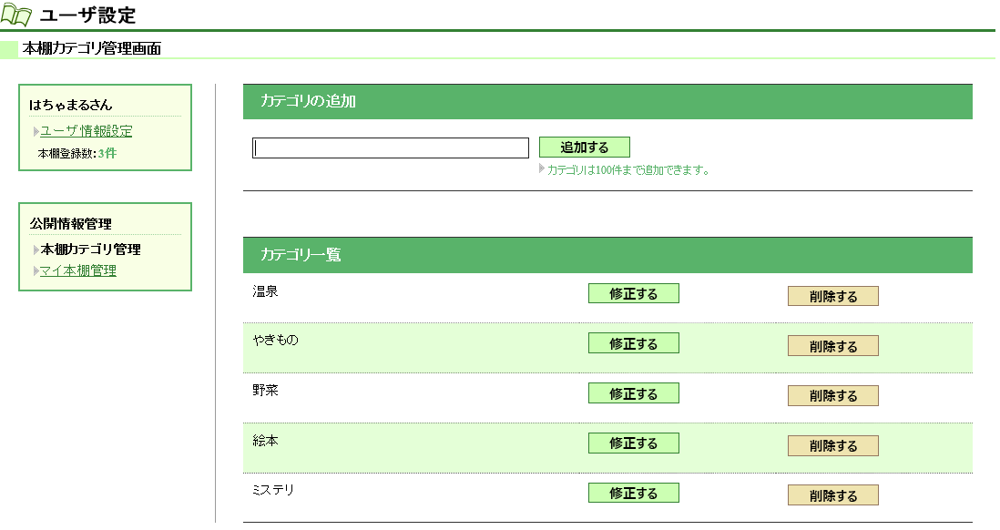 ユーザ設定
本棚カテゴリ管理画面
はちゃまるさん
ユーザ情報設定
本棚登録数:3件
公開情報管理
本棚カテゴリ管理
マイ本棚管理
カテゴリの追加
追加する
カテゴリは100件まで追加できます。
カテゴリ一覧
温泉 修正する 削除する
やきもの 修正する 削除する
野菜 修正する 削除する
絵本 修正する 削除する
ミステリ 修正する 削除する